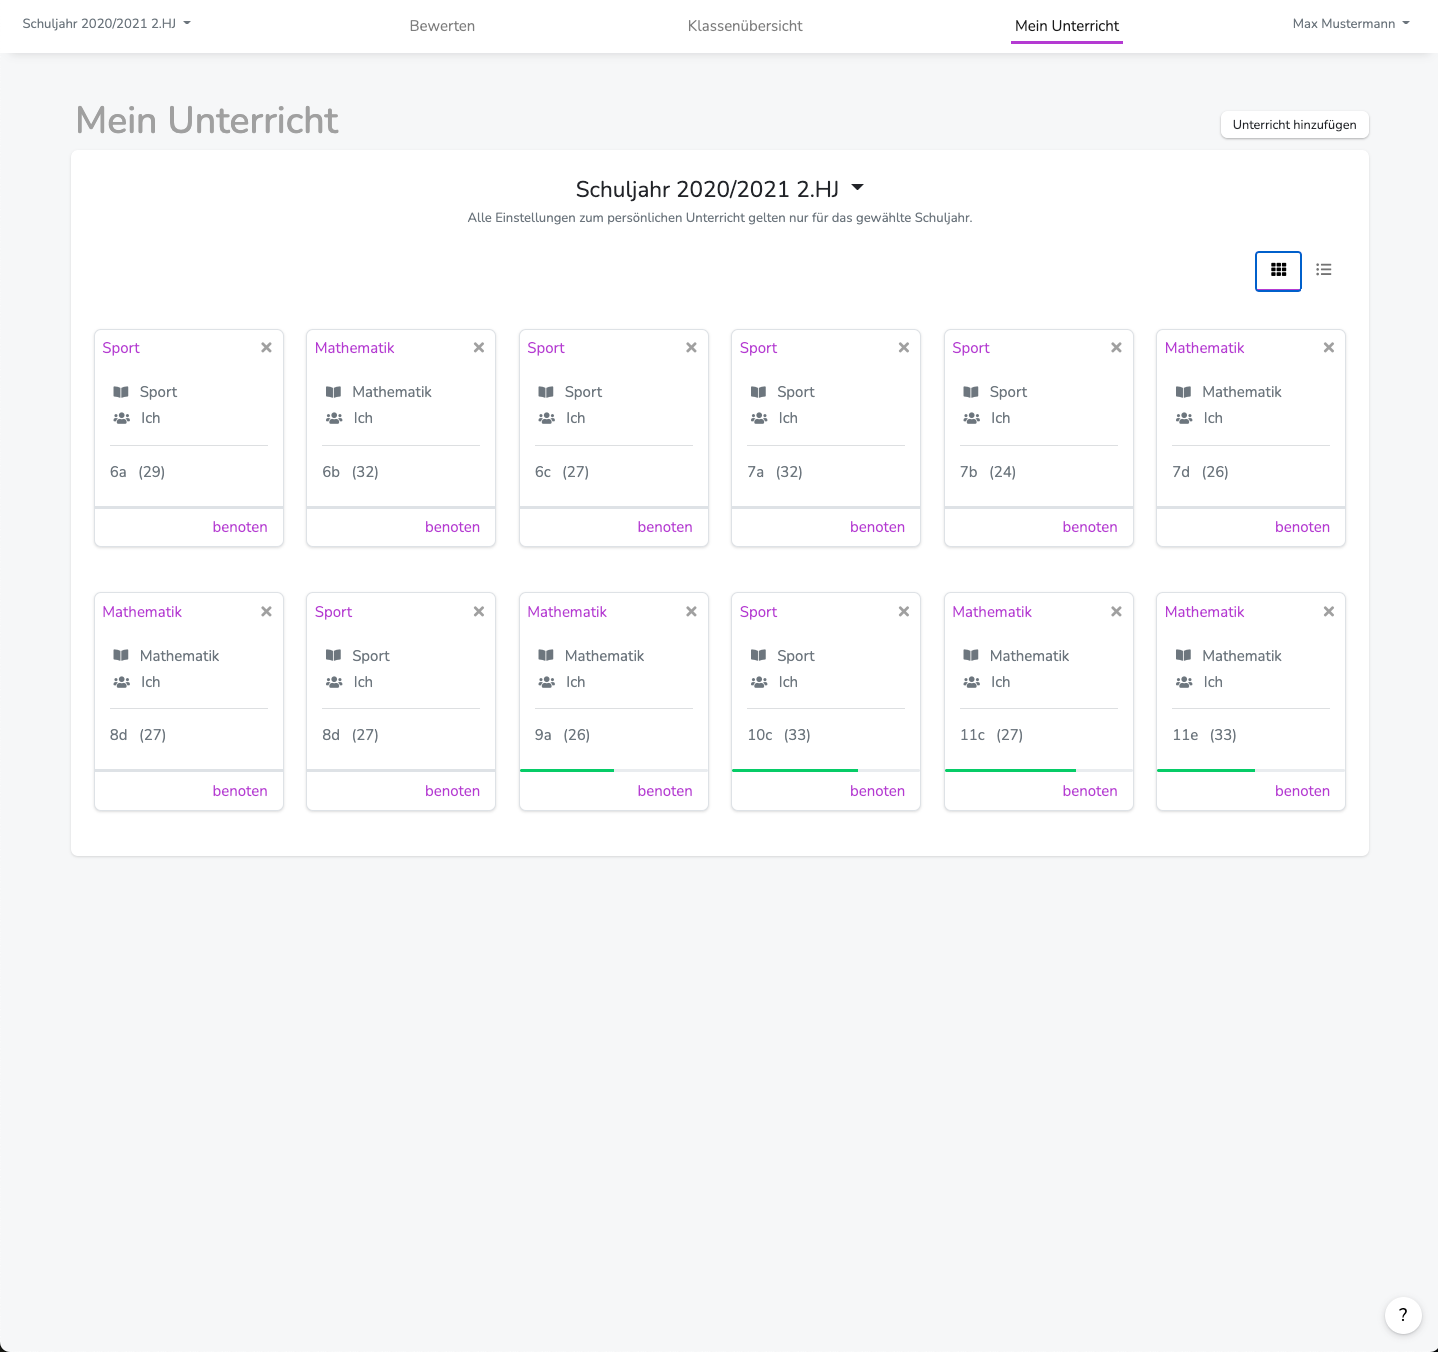 Schuljahr 2020/2021 2.HJ
Bewerten
Klassenübersicht
Mein Unterricht
Max Mustermann
Mein Unterricht
Unterricht hinzufügen
Schuljahr 2020/2021 2.HJ
Alle Einstellungen zum persönlichen Unterricht gelten nur für das gewählte Schuljahr.
Sport
Sport
Ich
6a (29)
benoten
Mathematik
Mathematik
Ich
6b (32)
benoten
Sport
Sport
Ich
6c (27)
benoten
Sport
Sport
Ich
7a (32)
benoten
Sport
Sport
Ich
7b (24)
benoten
Mathematik
Mathematik
Ich
7d (26)
benoten
Mathematik
Mathematik
Ich
8d (27)
benoten
Sport
Sport
Ich
8d (27)
benoten
Mathematik
Mathematik
Ich
9a (26)
benoten
Sport
Sport
Ich
10c (33)
benoten
Mathematik
Mathematik
Ich
11c (27)
benoten
Mathematik
Mathematik
Ich
11e (33)
benoten
?